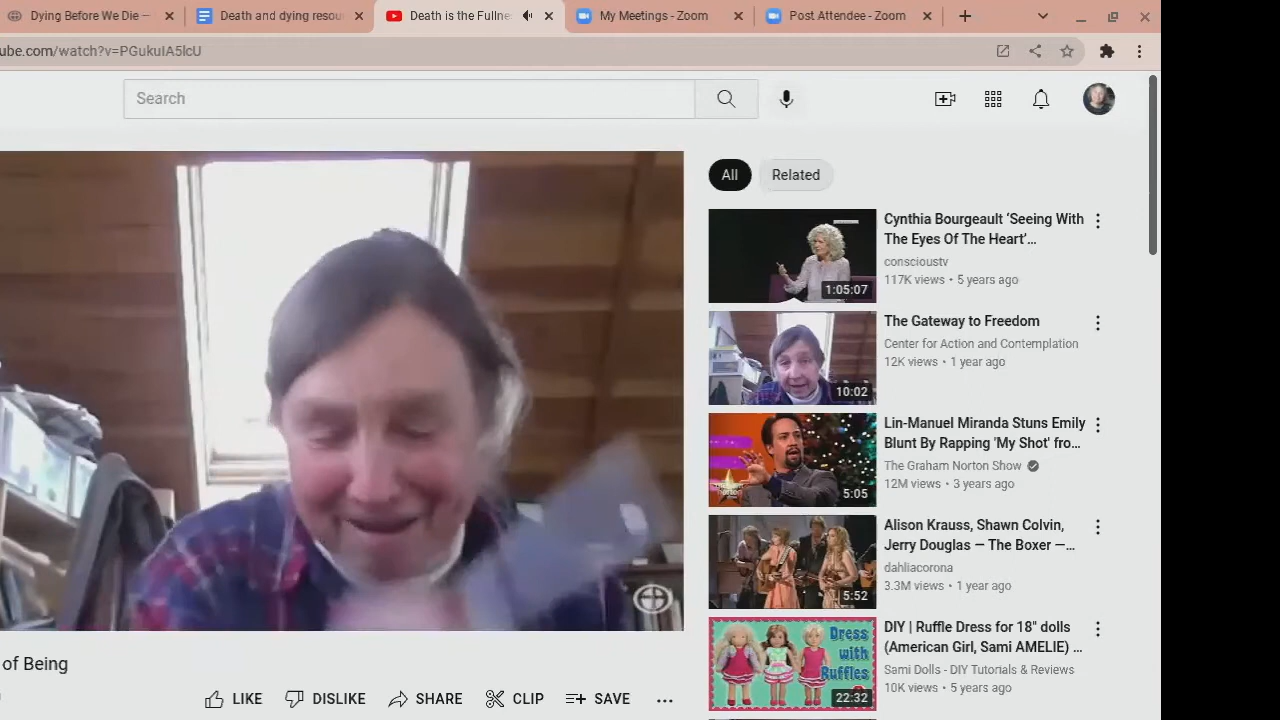 Dying Before We Die —
Death and dying resou
Death is the Fullne
My Meetings - Zoom
Post Attendee - Zoom
ube.com/watch?v=PGukuIA5lcU
Search
All
Related
Cynthia Bourgeault ‘Seeing With
The Eyes Of The Heart’…
conscioustv
117K views • 5 years ago
1:05:07
The Gateway to Freedom
Center for Action and Contemplation
12K views • 1 year ago
10:02
Lin-Manuel Miranda Stuns Emily
Blunt By Rapping 'My Shot' fro…
The Graham Norton Show
12M views • 3 years ago
5:05
Alison Krauss, Shawn Colvin,
Jerry Douglas — The Boxer —…
dahliacorona
3.3M views • 1 year ago
5:52
DIY | Ruffle Dress for 18" dolls
(American Girl, Sami AMELIE) …
Sami Dolls - DIY Tutorials & Reviews
10K views • 5 years ago
Dress
with
Ruffles
22:32
of Being
LIKE
DISLIKE
SHARE
CLIP
SAVE